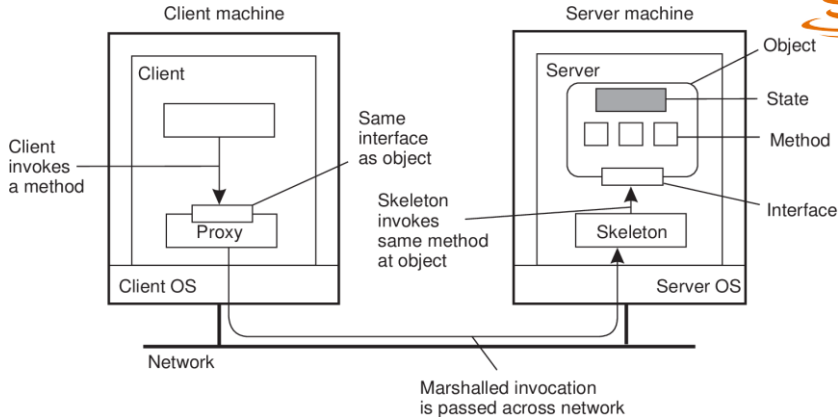 Client machine
Server machine
Object
Client
Server
State
Same
interface
as object
Client
invokes
a method
Method
Skeleton
invokes
same method
at object
Interface
Proxy
Skeleton
Client OS
Server OS
Network
Marshalled invocation
is passed across network